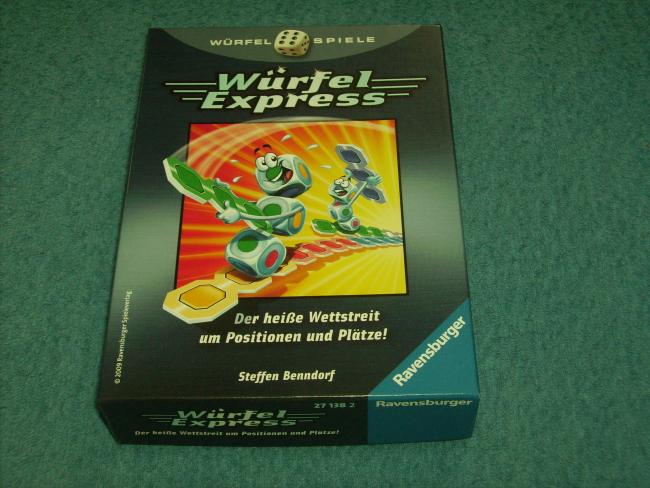 WÜRFEL SPIELE
Würfel
Express
Der heiße Wettstreit
um Positionen und Plätze!
Steffen Benndorf
Ravensburger
© 2009 Ravensburger Spieleverlag
27 138 2
Würfel
Express
Der heiße Wettstreit um Positionen und Plätze!
Ravensburger